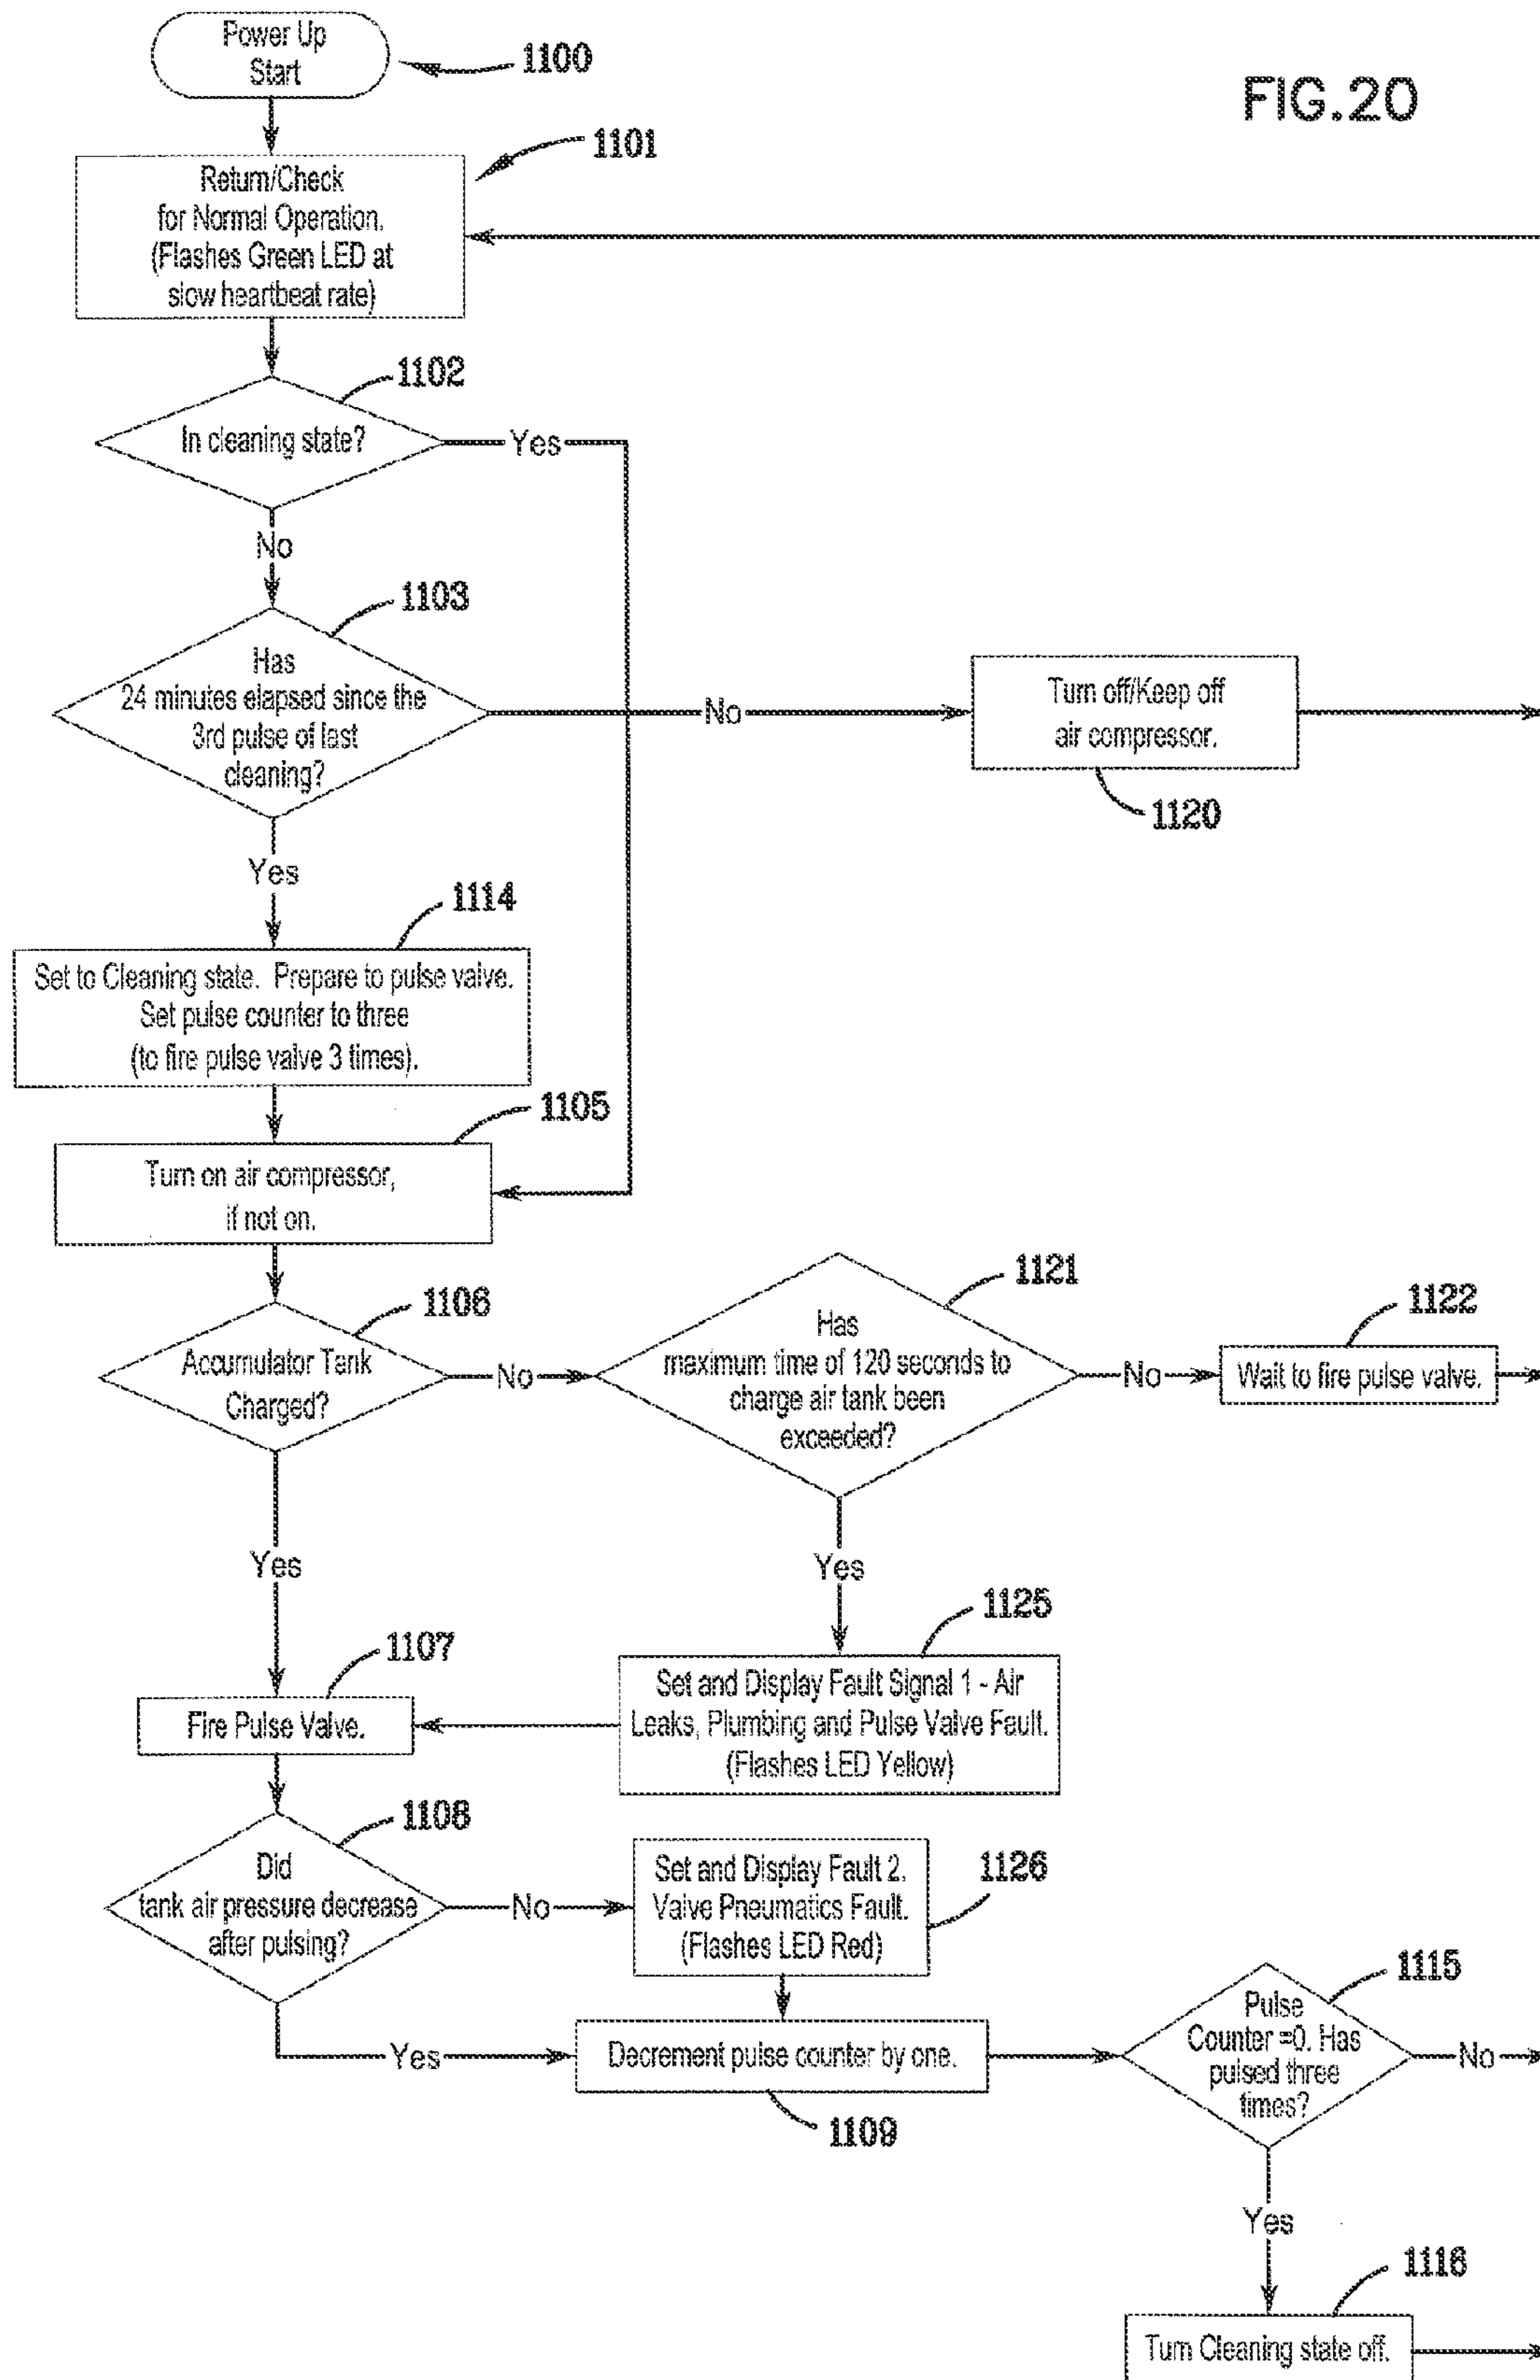 Power Up
Start
1100
FIG.20
1101
Return/Check
for Normal Operation.
(Flashes Green LED at
slow heartbeat rate)
1102
In cleaning state?
Yes
No
1103
Has
24 minutes elapsed since the
3rd pulse of last
cleaning?
No
Turn off/Keep off
air compressor.
1120
Yes
1114
Set to Cleaning state. Prepare to pulse valve.
Set pulse counter to three
(to fire pulse valve 3 times).
1105
Turn on air compressor,
if not on.
1106
Accumulator Tank
Charged?
No
1121
Has
maximum time of 120 seconds to
charge air tank been
exceeded?
No
1122
Wait to fire pulse valve.
Yes
Yes
1125
Set and Display Fault Signal 1 - Air
Leaks, Plumbing and Pulse Valve Fault.
(Flashes LED Yellow)
1107
Fire Pulse Valve.
1108
Did
tank air pressure decrease
after pulsing?
No
Set and Display Fault 2.
Valve Pneumatics Fault.
(Flashes LED Red)
1126
Yes
Decrement pulse counter by one.
1109
1115
Pulse
Counter =0. Has
pulsed three
times?
No
Yes
1116
Turn Cleaning state off.